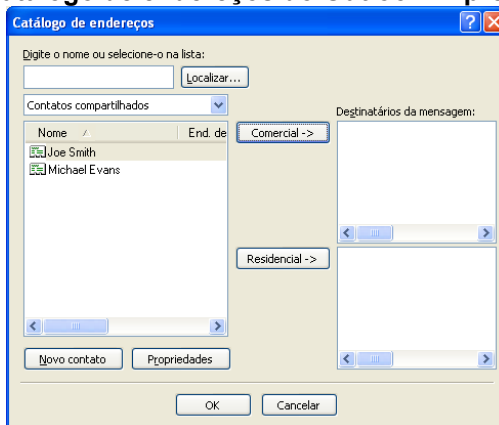 Catálogo de endereços
Digite o nome ou selecione-o na lista:
Localizar...
Contatos compartilhados
Destinatários da mensagem:
Nome End. de
Comercial ->
Joe Smith
Michael Evans
Residencial ->
Novo contato Propriedades
OK Cancelar